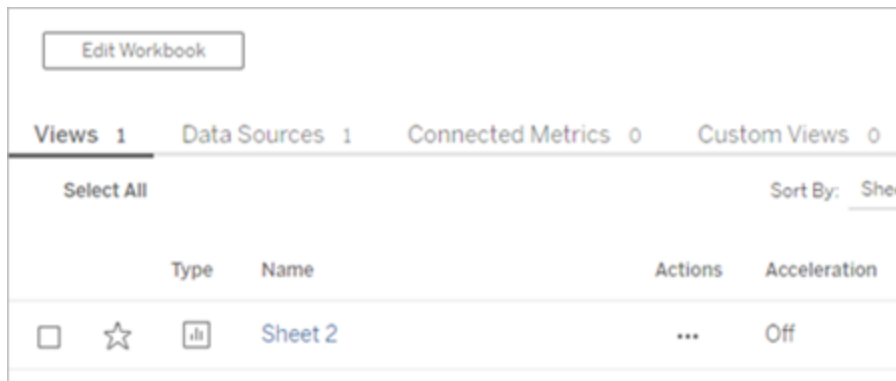 Edit Workbook
Views 1 Data Sources 1 Connected Metrics 0 Custom Views 0
Select All Sort By: Shee
Type Name Actions Acceleration
Sheet 2 ••• Off